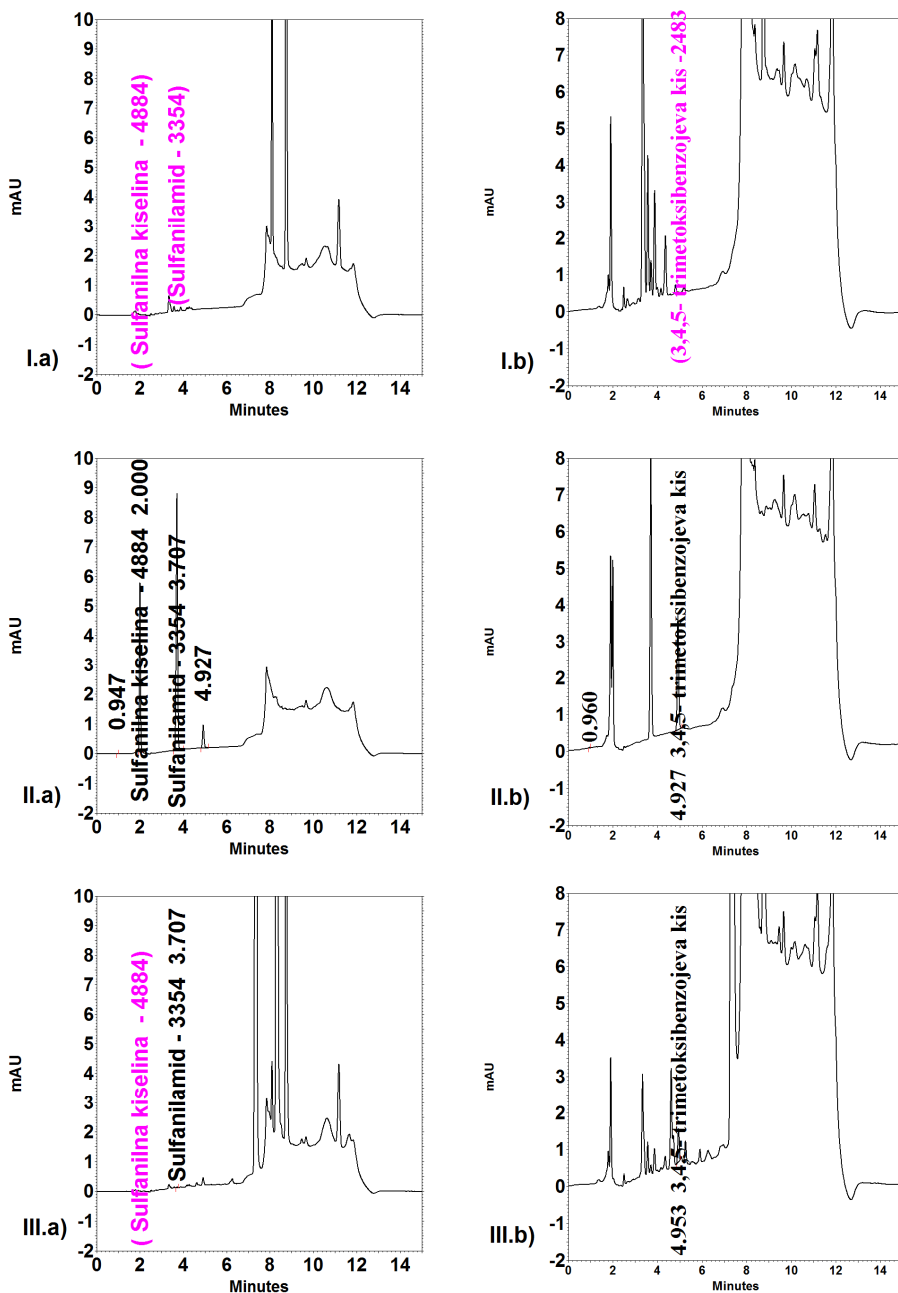 10
9
8
7
6
5
4
3
2
1
0
-1
-2
mAU
( Sulfanilna kiselina - 4884)
(Sulfanilamid - 3354)
0 2 4 6 8 10 12 14
Minutes
I.a)
8
7
6
5
4
3
2
1
0
-1
-2
mAU
(3,4,5- trimetoksibenzojeva kis -2483
0 2 4 6 8 10 12 14
Minutes
I.b)
10
9
8
7
6
5
4
3
2
1
0
-1
-2
mAU
0.947
Sulfanilna kiselina - 4884 2.000
Sulfanilamid - 3354 3.707
4.927
0 2 4 6 8 10 12 14
Minutes
II.a)
8
7
6
5
4
3
2
1
0
-1
-2
mAU
0.960
4.927 3,4,5- trimetoksibenzojeva kis
0 2 4 6 8 10 12 14
Minutes
II.b)
10
9
8
7
6
5
4
3
2
1
0
-1
-2
mAU
( Sulfanilna kiselina - 4884)
Sulfanilamid - 3354 3.707
0 2 4 6 8 10 12 14
Minutes
III.a)
8
7
6
5
4
3
2
1
0
-1
-2
mAU
4.953 3,4,5- trimetoksibenzojeva kis
0 2 4 6 8 10 12 14
Minutes
III.b)